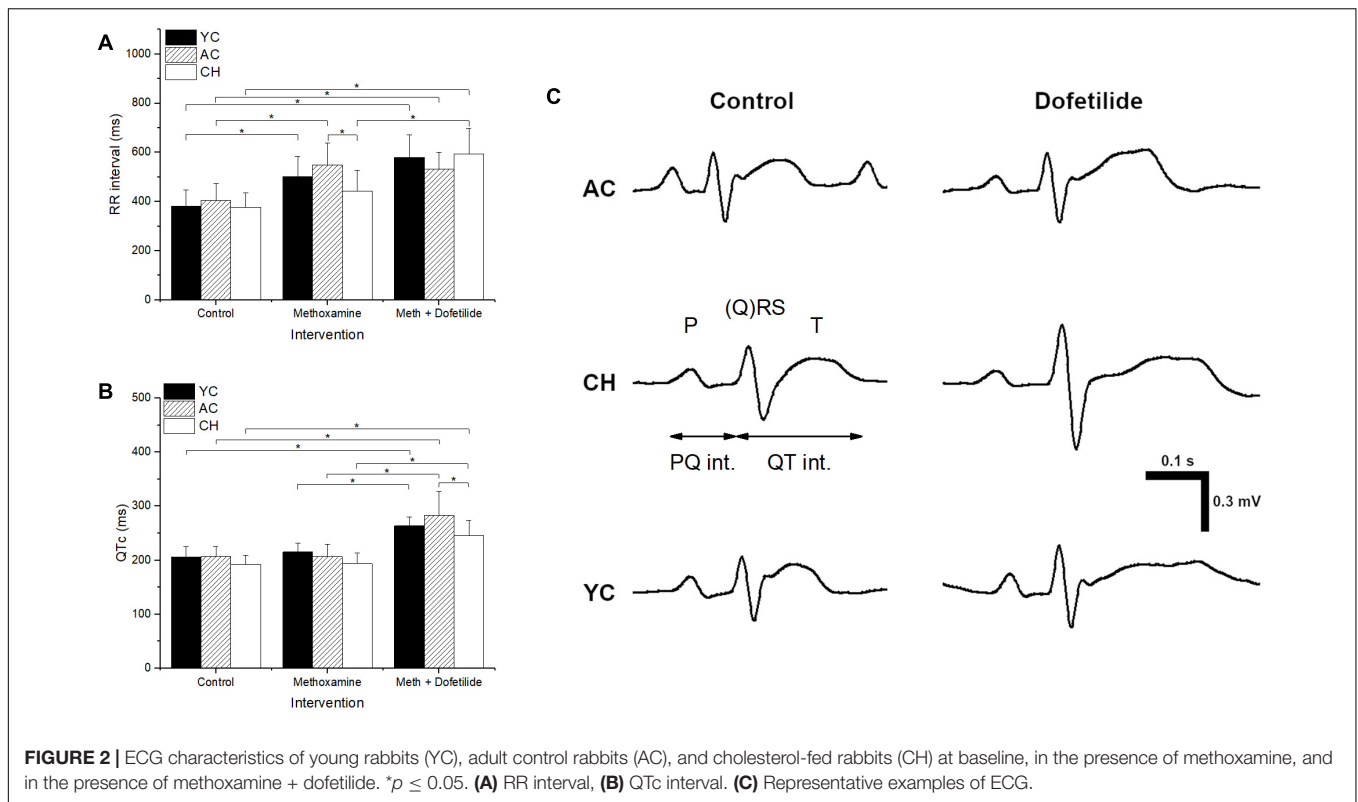 A
YC
AC
CH
1000
800
600
400
200
0
RR interval (ms)
* *
* *
* * * *
Control Methoxamine Meth + Dofetilide
Intervention
B
YC
AC
CH
500
400
300
200
100
0
QTc (ms)
* *
*
*
* *
*
Control Methoxamine Meth + Dofetilide
Intervention
C
Control Dofetilide
AC
(Q)RS
P T
CH
PQ int. QT int.
0.1 s
0.3 mV
YC
FIGURE 2 | ECG characteristics of young rabbits (YC), adult control rabbits (AC), and cholesterol-fed rabbits (CH) at baseline, in the presence of methoxamine, and
in the presence of methoxamine + dofetilide. *p ≤ 0.05. (A) RR interval, (B) QTc interval. (C) Representative examples of ECG.